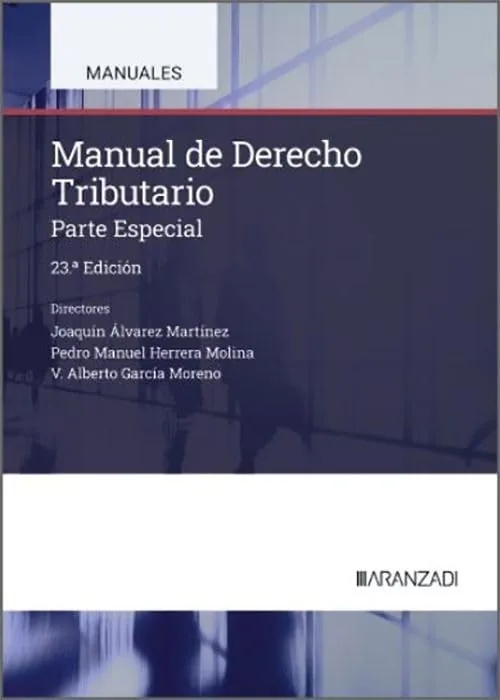 MANUALES
Manual de Derecho
Tributario
Parte Especial
23.ª Edición
Directores
Joaquín Álvarez Martínez
Pedro Manuel Herrera Molina
V. Alberto García Moreno
ARANZADI